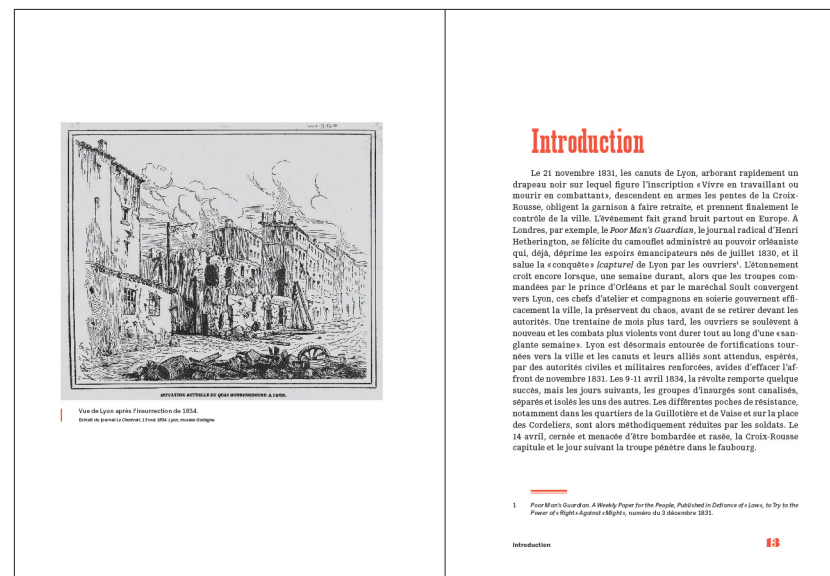 SITUATION ACTUELLE DU QUAI A LYON.
Vue de Lyon après l'insurrection de 1834.
Extrait du journal Le Charivari, 13 mai 1834. Lyon, musées Gadagne
Introduction
Le 21 novembre 1831, les canuts de Lyon, arborant rapidement un
drapeau noir sur lequel figure l'inscription «Vivre en travaillant ou
mourir en combattant», descendent en armes les pentes de la Croix-
Rousse, obligent la garnison à faire retraite, et prennent finalement le
contrôle de la ville. L'événement fait grand bruit partout en Europe. À
Londres, par exemple, le Poor Man's Guardian, le journal radical d'Henri
Hetherington, se félicite du camouflet administré au pouvoir orléaniste
qui, déjà, déprime les espoirs émancipateurs nés de juillet 1830, et il
salue la «conquête» [capture] de Lyon par les ouvriers¹. L'étonnement
croît encore lorsque, une semaine durant, alors que les troupes com-
mandées par le prince d'Orléans et par le maréchal Soult convergent
vers Lyon, ces chefs d'atelier et compagnons en soierie gouvernent effi-
cacement la ville, la préservent du chaos, avant de se retirer devant les
autorités. Une trentaine de mois plus tard, les ouvriers se soulèvent à
nouveau et les combats plus violents vont durer tout au long d'une «san-
glante semaine». Lyon est désormais entourée de fortifications tour-
nées vers la ville et les canuts et leurs alliés sont attendus, espérés,
par des autorités civiles et militaires renforcées, avides d'effacer l'af-
front de novembre 1831. Les 9-11 avril 1834, la révolte remporte quelque
succès, mais les jours suivants, les groupes d'insurgés sont canalisés,
séparés et isolés les uns des autres. Les différentes poches de résistance,
notamment dans les quartiers de la Guillotière et de Vaise et sur la place
des Cordeliers, sont alors méthodiquement réduites par les soldats. Le
14 avril, cernée et menacée d'être bombardée et rasée, la Croix-Rousse
capitule et le jour suivant la troupe pénètre dans le faubourg.
1 Poor Man's Guardian. A Weekly Paper for the People, Published in Defiance of «Law», to Try to the
Power of «Right» Against «Might», numéro du 3 décembre 1831.
Introduction
13